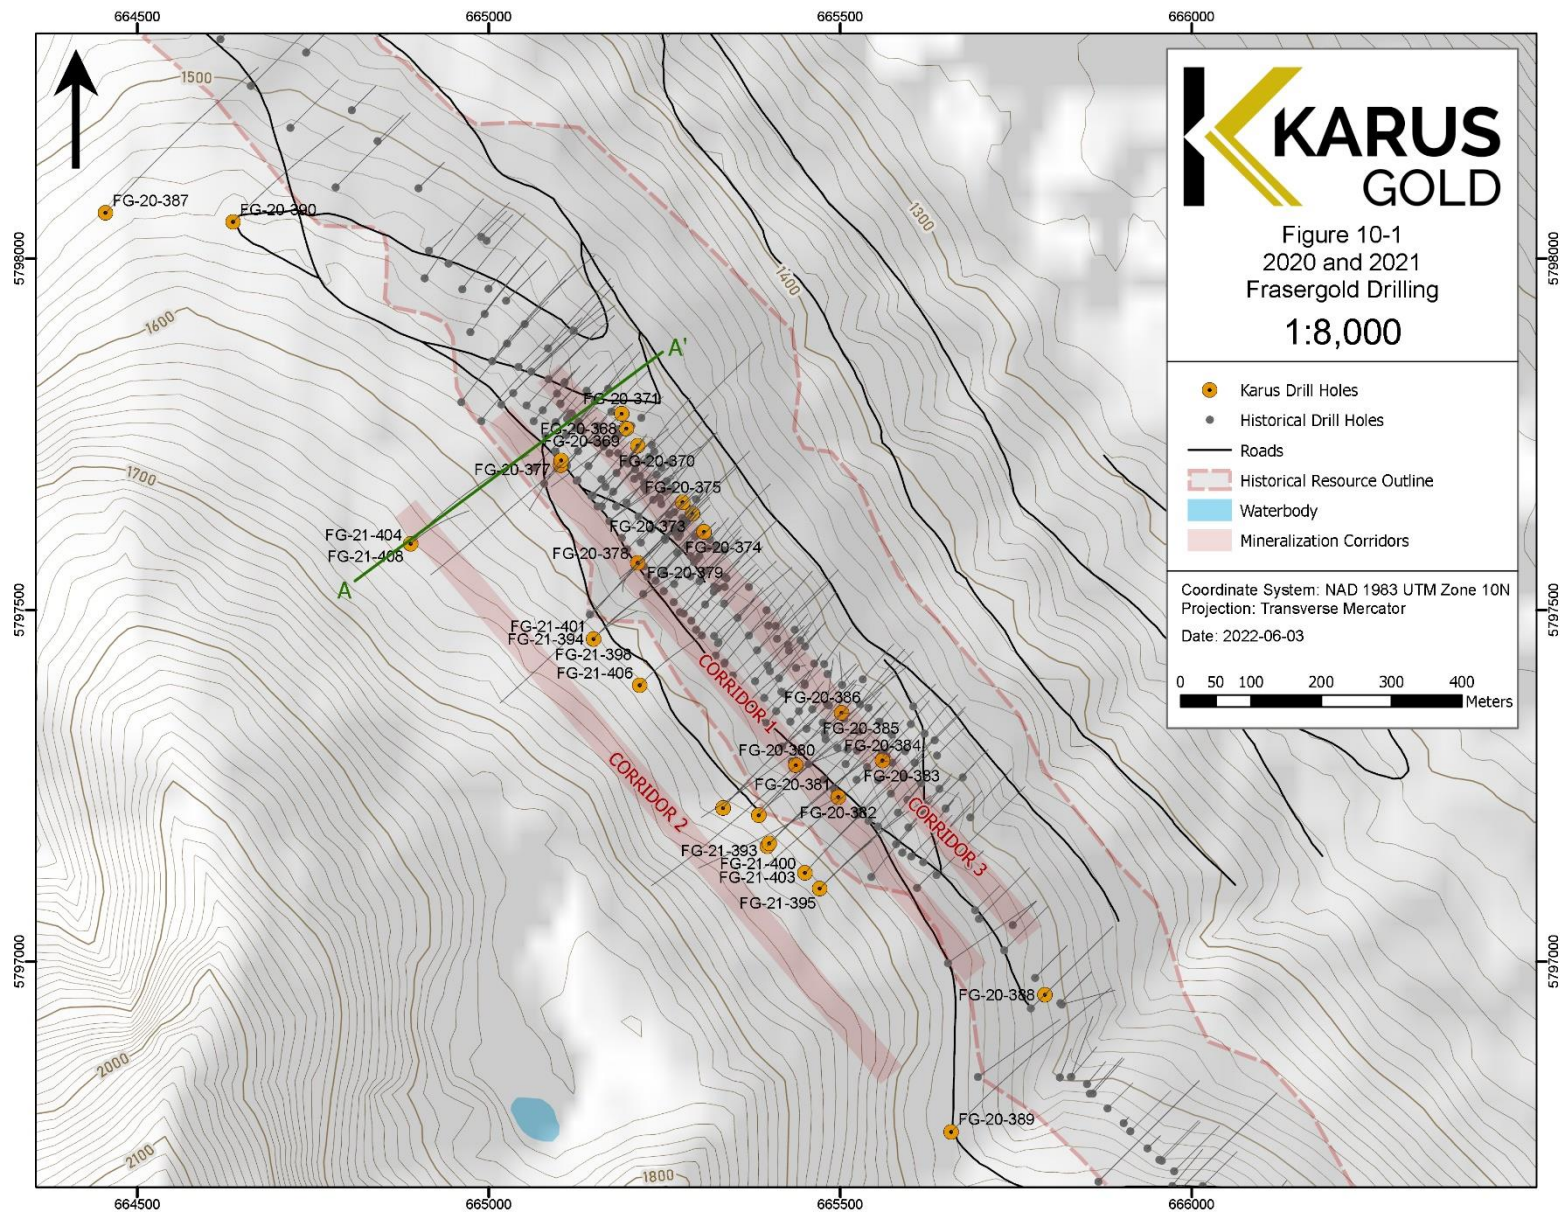 664500
665000
665500
666000
KARUS
GOLD
Figure 10-1
2020 and 2021
Frasergold Drilling
1:8,000
Karus Drill Holes
Historical Drill Holes
Roads
Historical Resource Outline
Waterbody
Mineralization Corridors
Coordinate System: NAD 1983 UTM Zone 10N
Projection: Transverse Mercator
Date: 2022-06-03
0 50 100 200 300 400
Meters
1500
1300
1400
1600
1700
2000
2100
1800
5798000
5797500
5797000
5798000
5797500
5797000
FG-20-387
FG-20-390
A'
FG-20-371
FG-20-368
FG-20-369
FG-20-370
FG-20-377
FG-20-375
FG-20-373
FG-20-374
FG-21-404
FG-21-408
FG-20-378
FG-20-379
A
FG-21-401
FG-21-394
FG-21-398
FG-21-406
CORRIDOR 1
FG-20-386
FG-20-385
FG-20-384
FG-20-383
FG-20-380
FG-20-381
FG-20-382
CORRIDOR 2
CORRIDOR 3
FG-21-393
FG-21-400
FG-21-403
FG-21-395
FG-20-388
FG-20-389
664500
665000
665500
666000